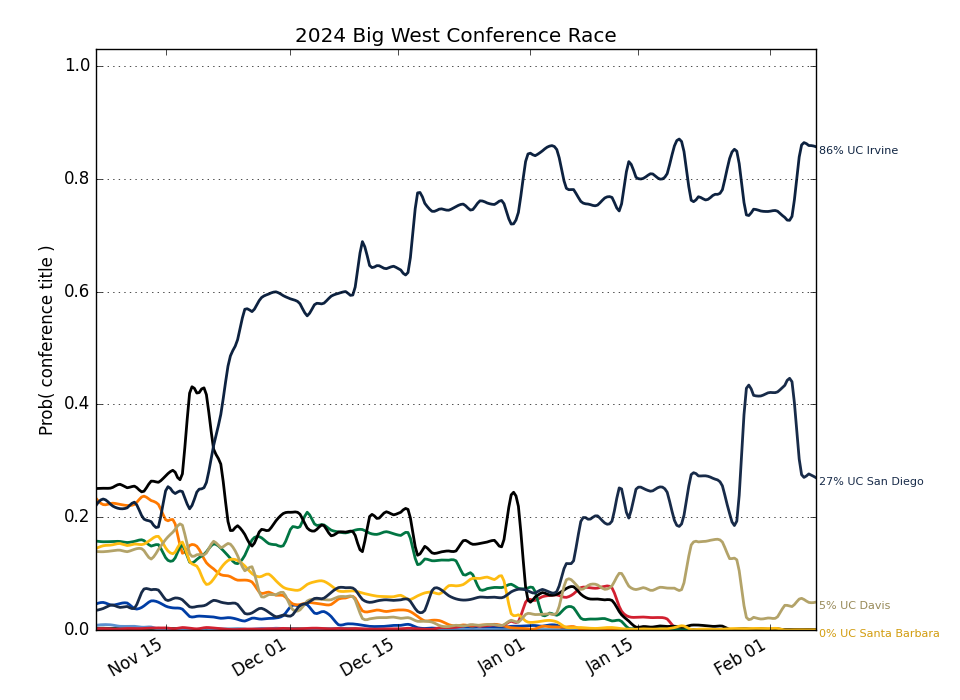 2024 Big West Conference Race
Prob( conference title )
1.0
0.8
0.6
0.4
0.2
0.0
Nov 15
Dec 01
Dec 15
Jan 01
Jan 15
Feb 01
86% UC Irvine
27% UC San Diego
5% UC Davis
0% UC Santa Barbara